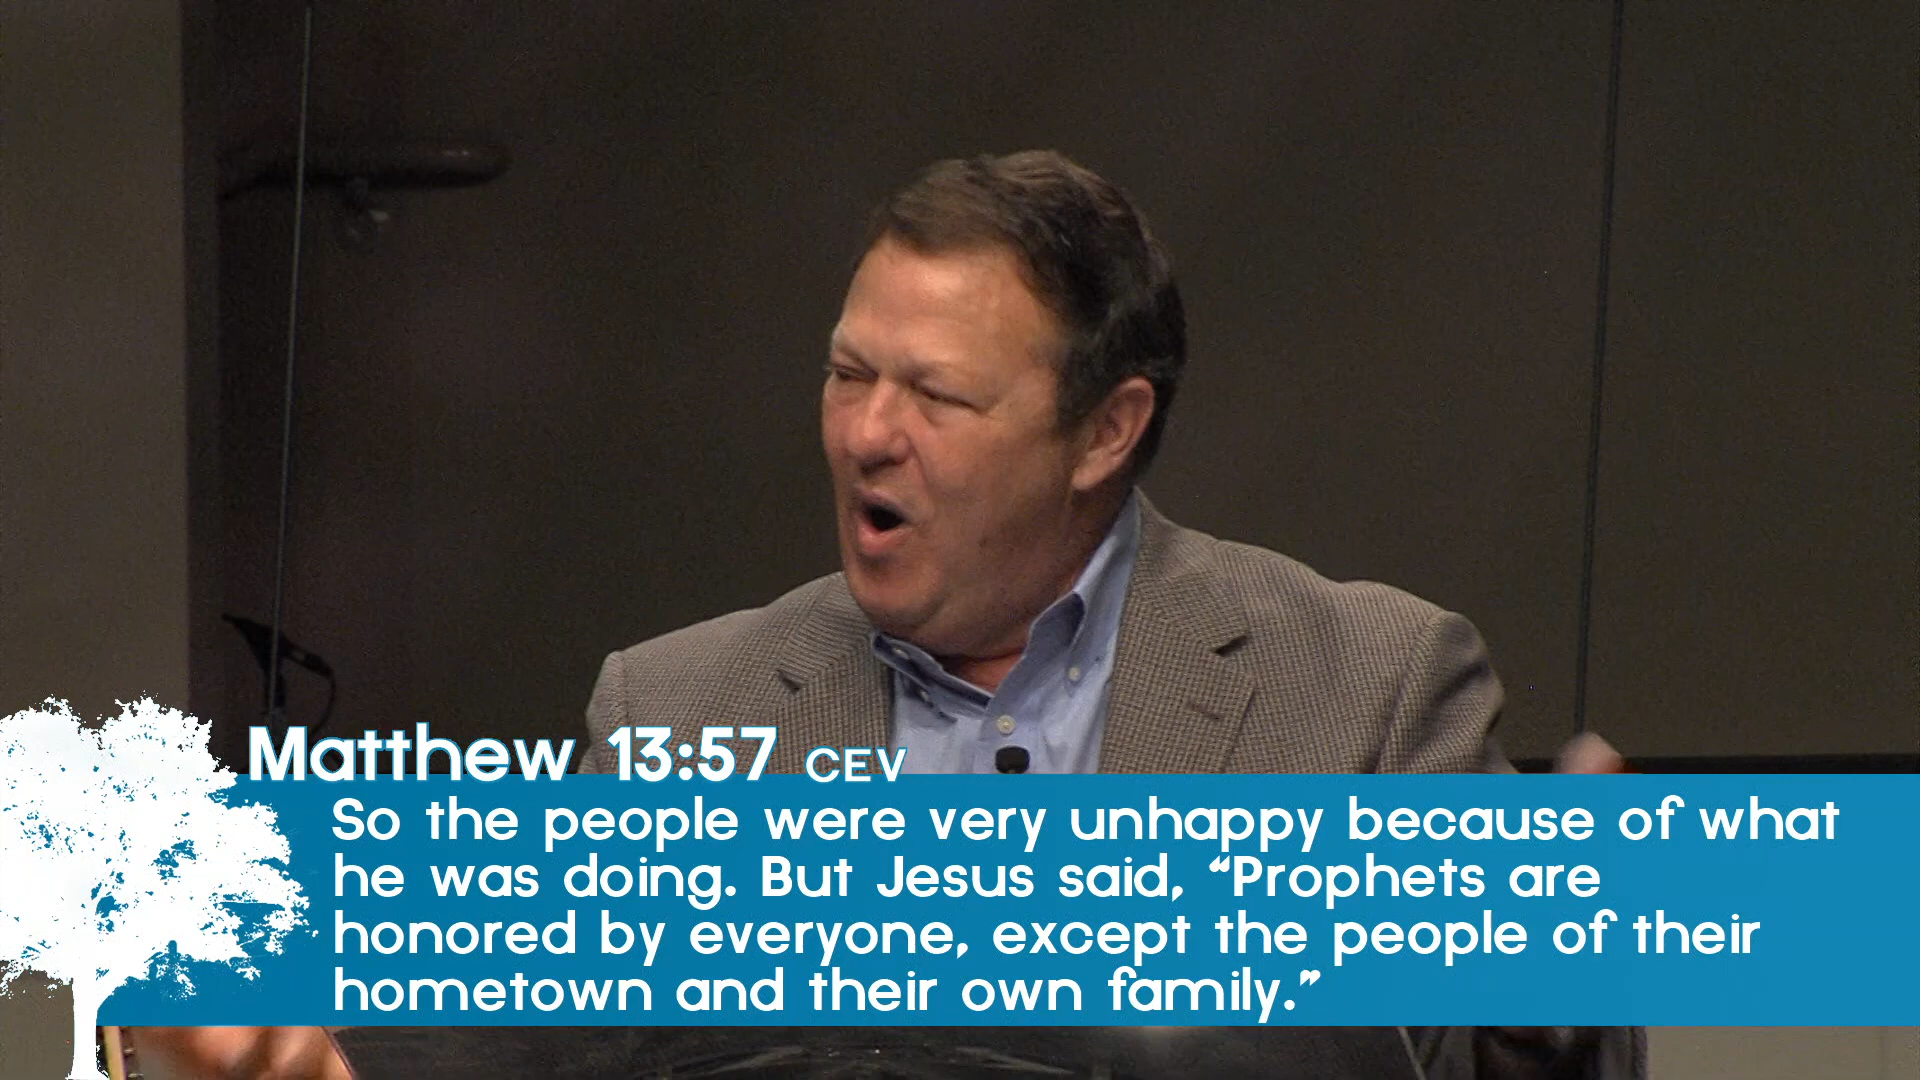 Matthew 13:57 CEV
So the people were very unhappy because of what
he was doing. But Jesus said, “Prophets are
honored by everyone, except the people of their
hometown and their own family.”